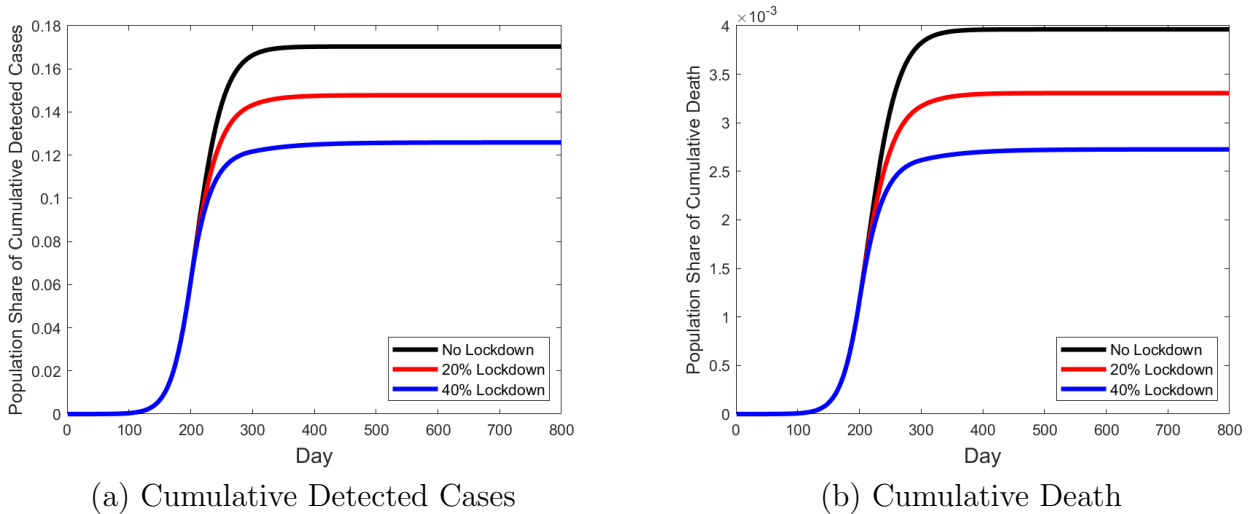 Population Share of Cumulative Detected Cases
0.18
0.16
0.14
0.12
0.1
0.08
0.06
0.04
0.02
0
No Lockdown
20% Lockdown
40% Lockdown
0 100 200 300 400 500 600 700 800
Day
(a) Cumulative Detected Cases
×10-3
Population Share of Cumulative Death
4
3.5
3
2.5
2
1.5
1
0.5
0
No Lockdown
20% Lockdown
40% Lockdown
0 100 200 300 400 500 600 700 800
Day
(b) Cumulative Death